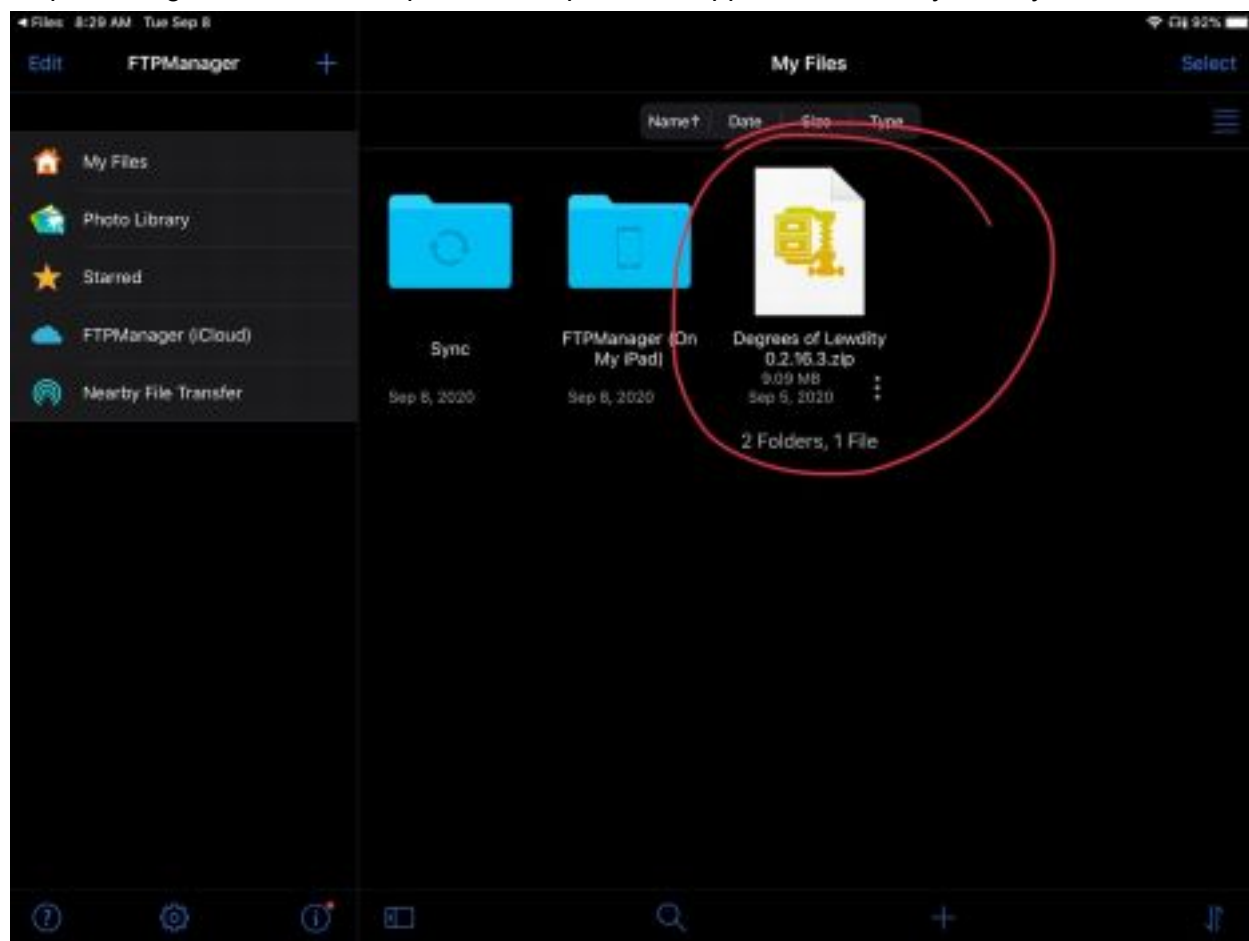 Files 8:29 AM Tue Sep 8
92%
Edit FTPManager +
My Files
Select
Name↑ Date Size Type
My Files
Photo Library
Starred
FTPManager (iCloud)
Nearby File Transfer
Sync
Sep 8, 2020
FTPManager (On
My iPad)
Sep 8, 2020
Degrees of Lewdity
0.2.16.3.zip
9.09 MB
Sep 5, 2020
2 Folders, 1 File